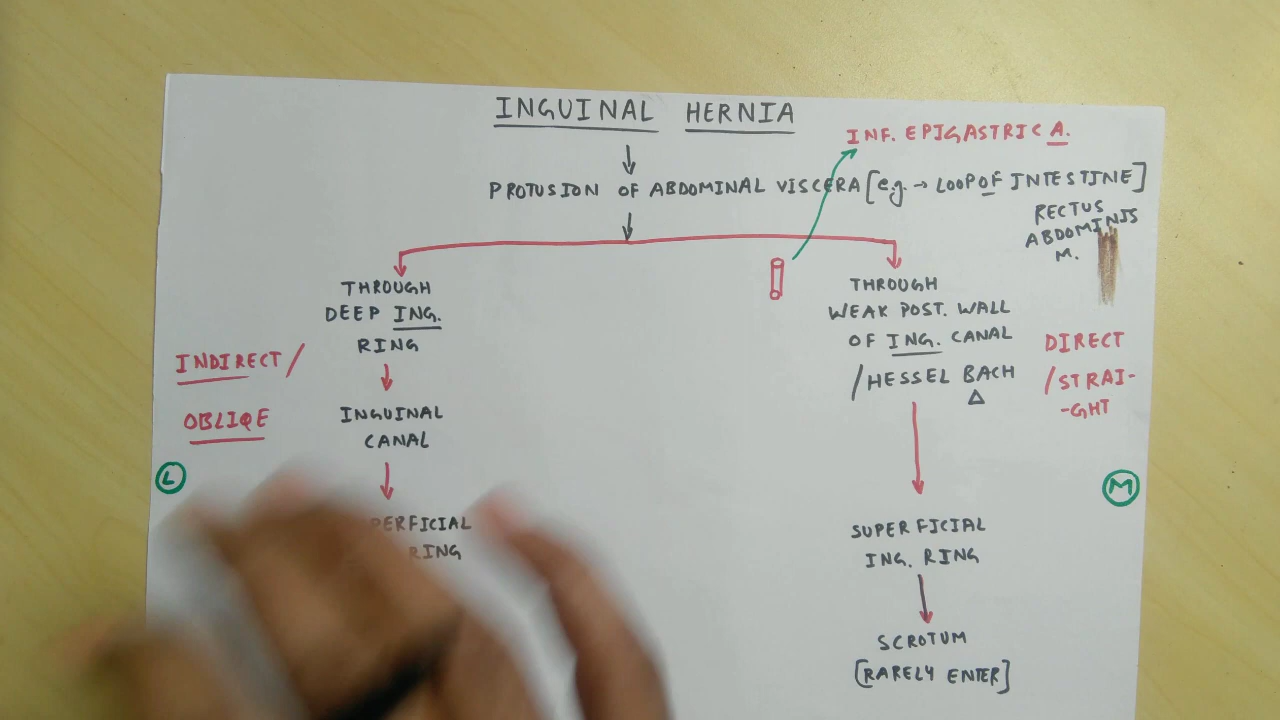 INGUINAL HERNIA
INF. EPIGASTRIC A.
PROTUSION OF ABDOMINAL VISCERA [e.g. → LOOP OF INTESTINE]
RECTUS
ABDOMINIS
M.
THROUGH
DEEP ING.
RING
INDIRECT /
OBLIQE
INGUINAL
CANAL
L
PERFICIAL
RING
THROUGH
WEAK POST. WALL
OF ING. CANAL
/HESSEL BACH
Δ
DIRECT
/STRAI-
-GHT
M
SUPERFICIAL
ING. RING
SCROTUM
[RARELY ENTER]